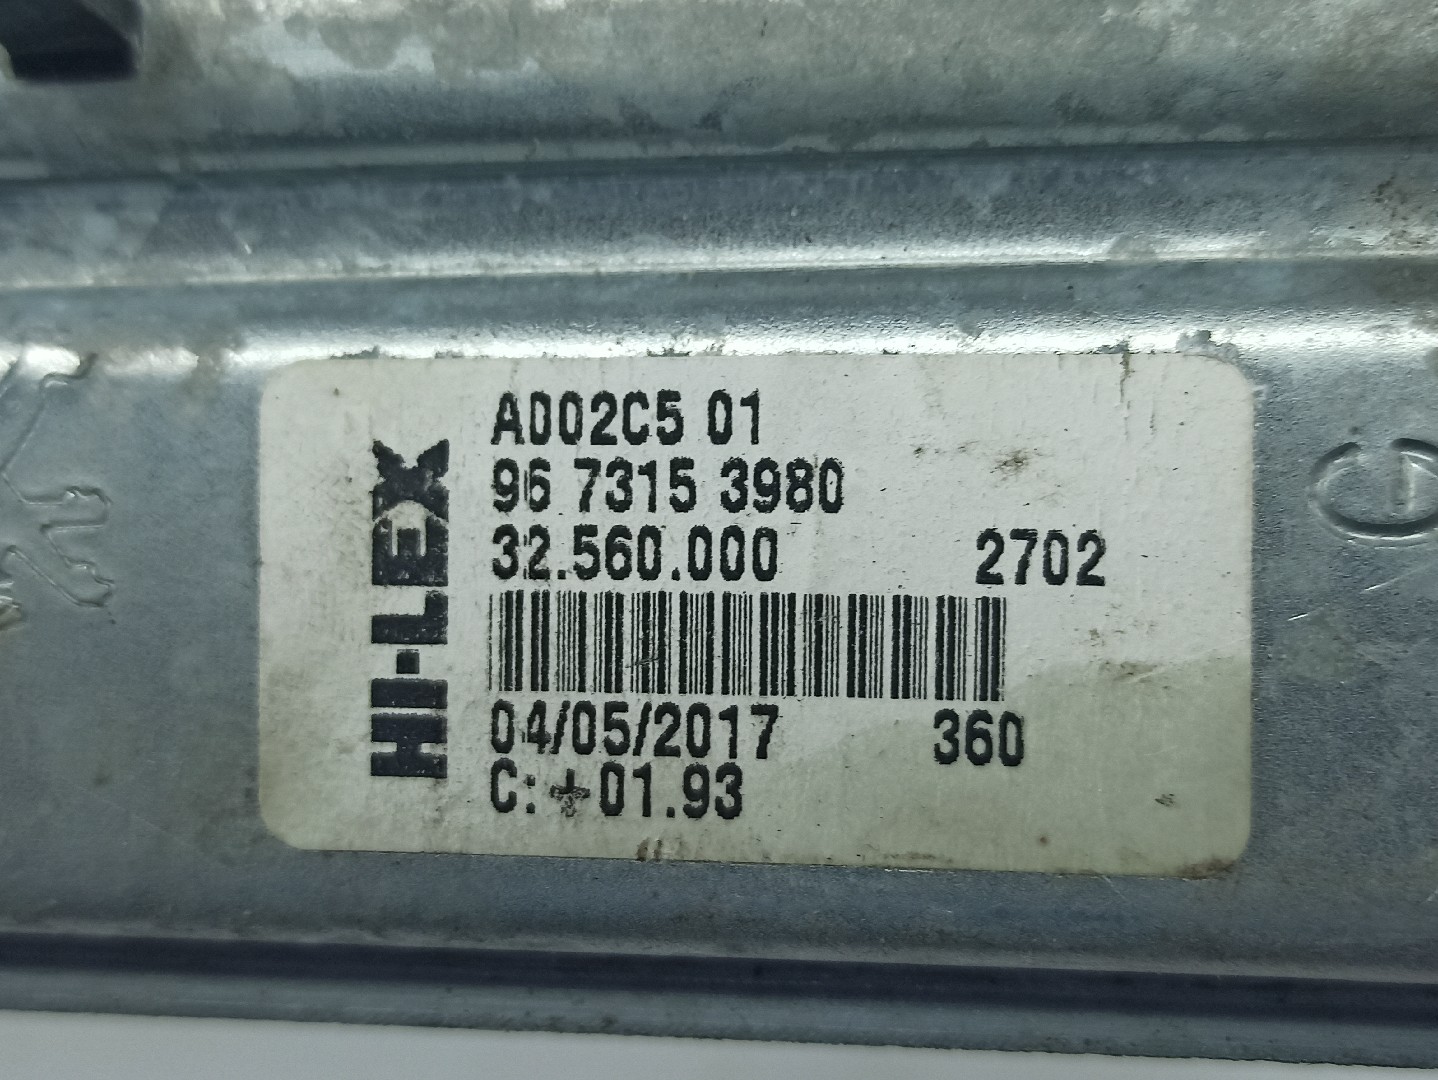 HI-LEX
A002C5 01
96 7315 3980
32.560.000 2702
04/05/2017 360
C: +01.93